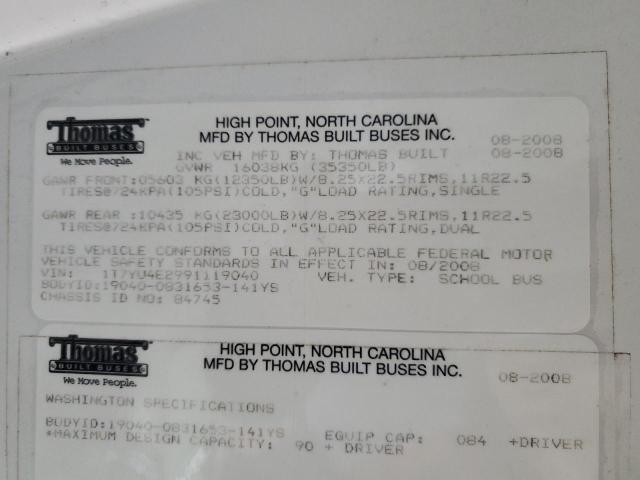 Thomas
BUILT BUSES
We Move People.
HIGH POINT, NORTH CAROLINA
MFD BY THOMAS BUILT BUSES INC. 08-2008
INC VEH MFD BY: THOMAS BUILT 08-2008
GVWR 16038KG (35350LB)
GAWR FRONT:05603 KG(12350LB)W/8.25X22.5RIMS,11R22.5
TIRES@724KPA(105PSI)COLD,"G"LOAD RATING,SINGLE
GAWR REAR :10435 KG(23000LB)W/8.25X22.5RIMS,11R22.5
TIRES@724KPA(105PSI)COLD,"G"LOAD RATING,DUAL
THIS VEHICLE CONFORMS TO ALL APPLICABLE FEDERAL MOTOR
VEHICLE SAFETY STANDARDS IN EFFECT IN: 08/2008
VIN: 1T7YU4E2991119040 VEH. TYPE: SCHOOL BUS
BODYID:19040-0831653-141YS
CHASSIS ID NO: 84745
Thomas
BUILT BUSES
We Move People.
HIGH POINT, NORTH CAROLINA
MFD BY THOMAS BUILT BUSES INC. 08-2008
WASHINGTON SPECIFICATIONS
BODYID:19040-0831653-141YS EQUIP CAP: 084 +DRIVER
*MAXIMUM DESIGN CAPACITY: 90 + DRIVER